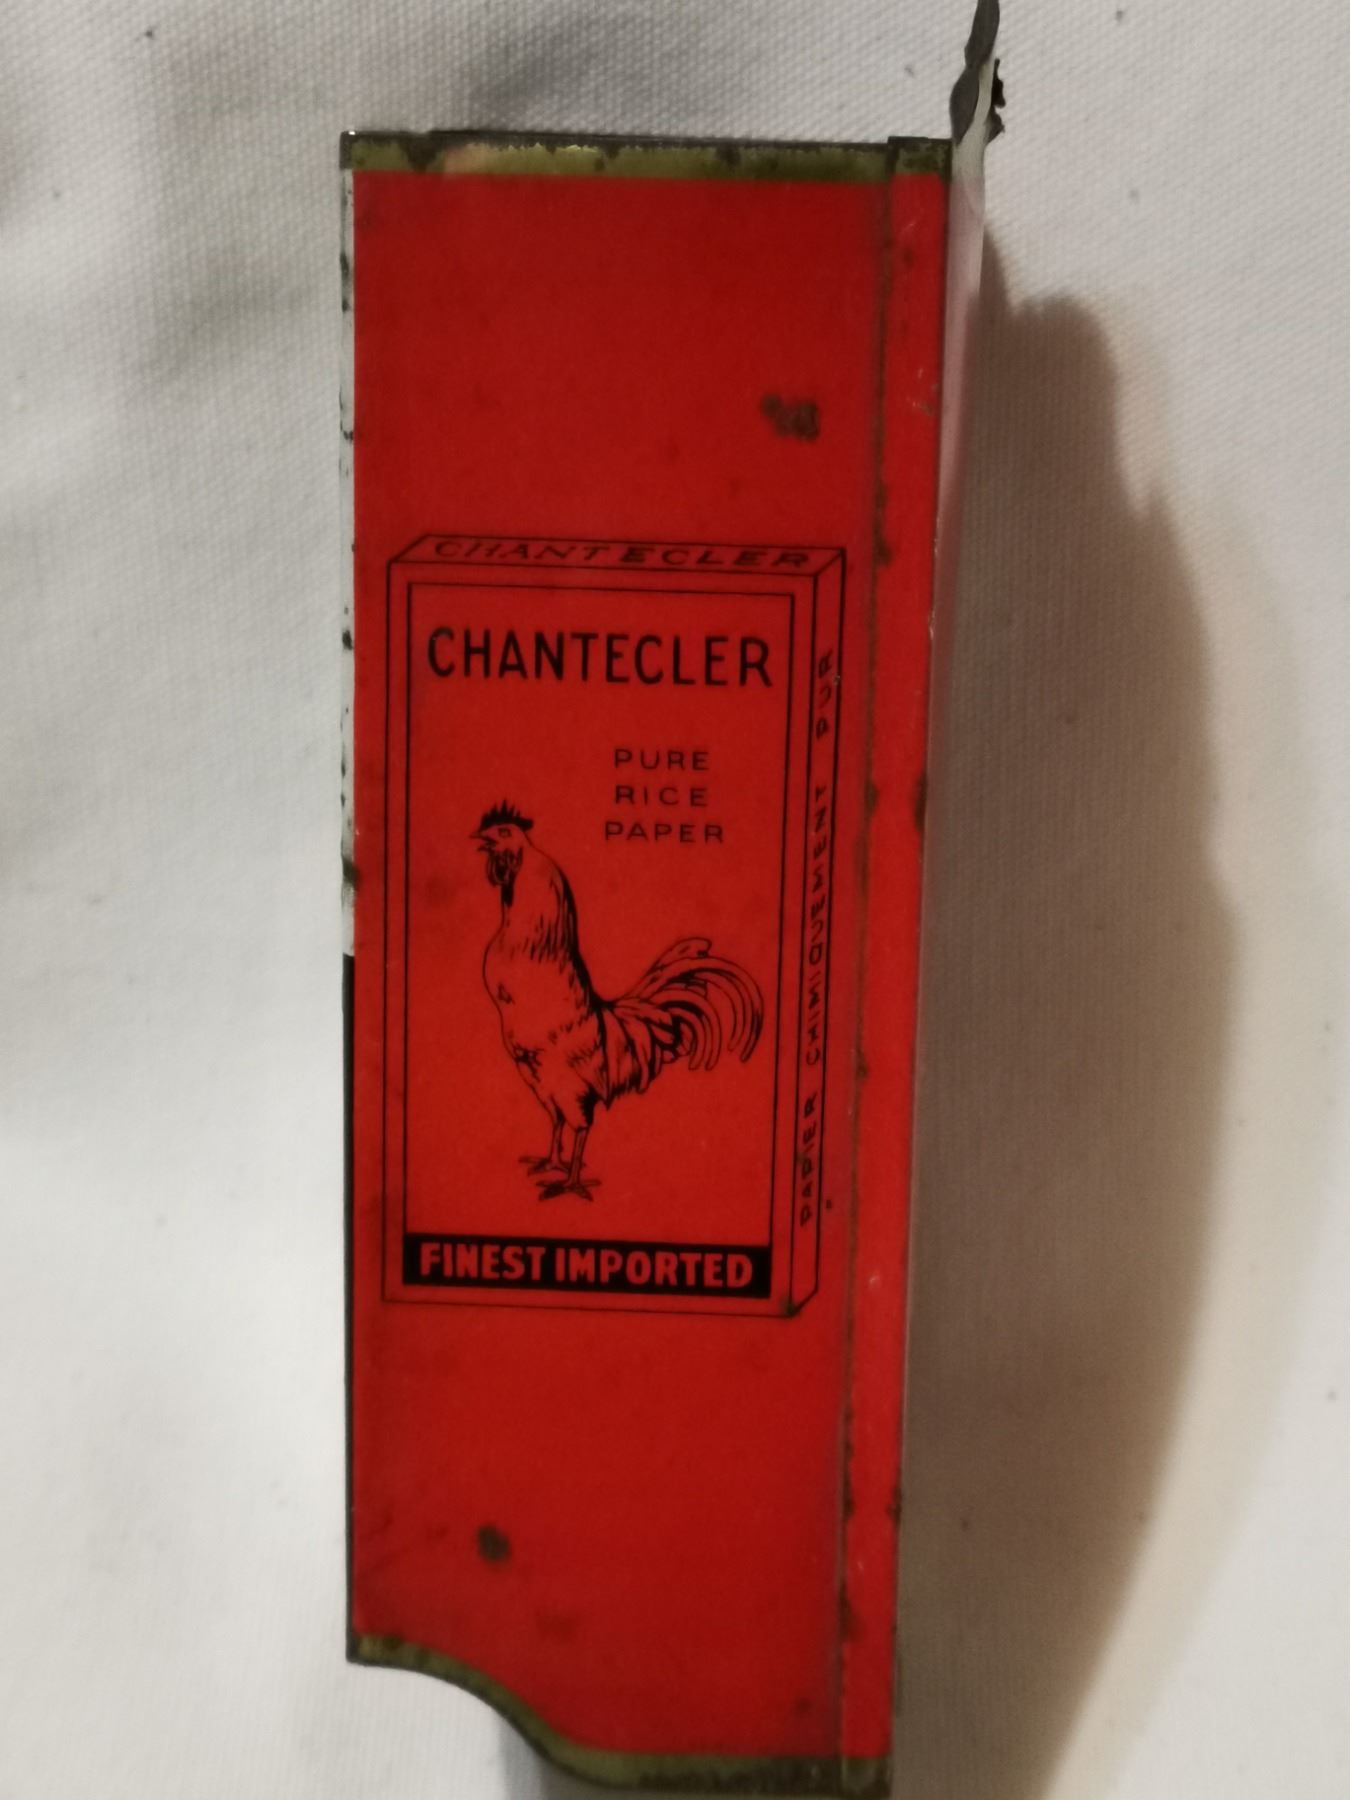 CHANTECLER
CHANTECLER
PURE
RICE
PAPER
FINEST IMPORTED
PAPIER CHIMIQUEMENT PUR